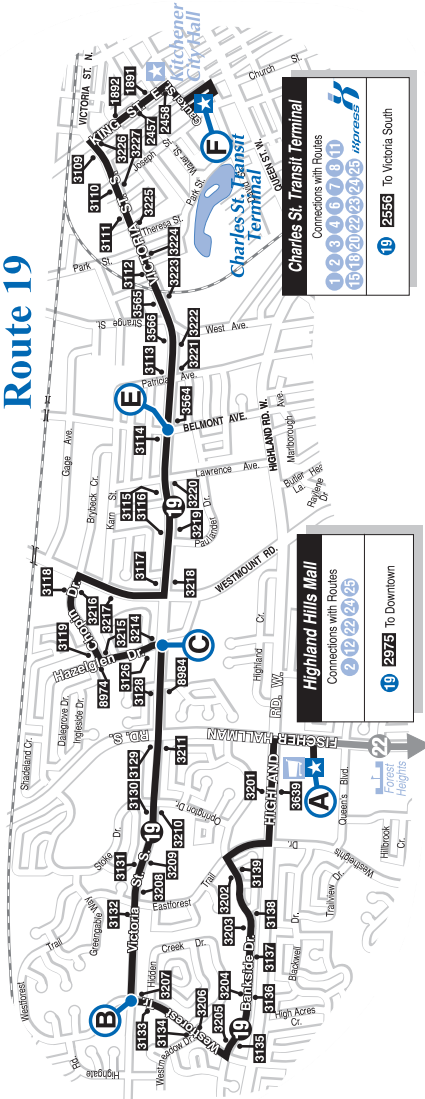 Route 19
VICTORIA ST. N.
Kitchener
City Hall
Church St.
KING ST.
1892
1891
2457
2458
3226
3227
Gaukel St.
F
Charles St. Transit
Terminal
Joseph
Water St. S.
QUEEN ST. W.
3109
3110
3111
3225
Theresa St.
Park St.
VICTORIA ST. S.
3224
3223
Park St.
3112
3565
3566
Strange St.
3113
Patricia Ave.
West Ave.
3222
3221
3564
E
BELMONT AVE.
3114
HIGHLAND RD. W.
Marlborough Ave.
Gage Ave.
Brybeck Cr.
Karn St.
Lawrence Ave.
3115
3116
19
3220
3219
Paulander Dr.
Butler La.
Raylene Dr.
3117
3218
WESTMOUNT RD.
3118
Chopin Dr.
3119
3216
3217
3215
3214
Hazelglen Dr.
8974
3126
3128
C
8984
Highland Cr.
Dalegrove Dr.
Ingleside Dr.
Shadeland Cr.
RD. S.
FISCHER HALLMAN
RD. W.
HIGHLAND
22
Forest
Heights
3129
3130
3211
19
3210
3209
3208
Victoria St. S.
Stoke Dr.
3131
3132
Greengable Way
Eastforest
Trail
Ormington Dr.
3201
3639
A
Queen's Blvd.
Hillbrock Cr.
Westheights Dr.
Trailview Dr.
Trail
3202
3139
3203
3138
Blackwell Dr.
3137
3136
Bankside Dr.
19
3135
High Acres
Cr.
3204
3205
3206
3207
Hidden
Creek Dr.
Westforest Tr.
3133
3134
Westmeadow Dr.
B
Westforest
Trail
Highgate Rd.
Charles St. Transit Terminal
Connections with Routes
1 2 3 4 6 7 8 11
15 18 20 22 23 24 25
iXpress
19 2556 To Victoria South
Highland Hills Mall
Connections with Routes
2 12 22 24 25
19 2975 To Downtown